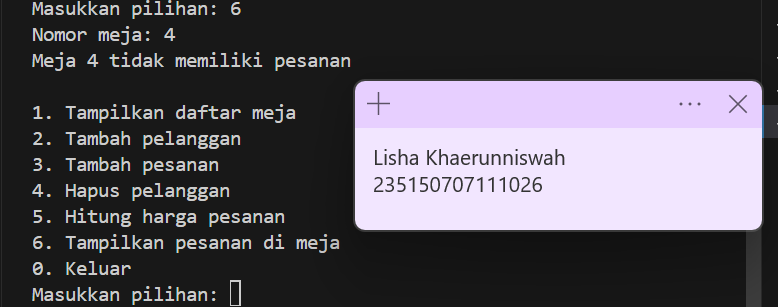 Masukkan pilihan: 6
Nomor meja: 4
Meja 4 tidak memiliki pesanan
1. Tampilkan daftar meja
2. Tambah pelanggan
3. Tambah pesanan
4. Hapus pelanggan
5. Hitung harga pesanan
6. Tampilkan pesanan di meja
0. Keluar
Masukkan pilihan:
Lisha Khaerunniswah
235150707111026